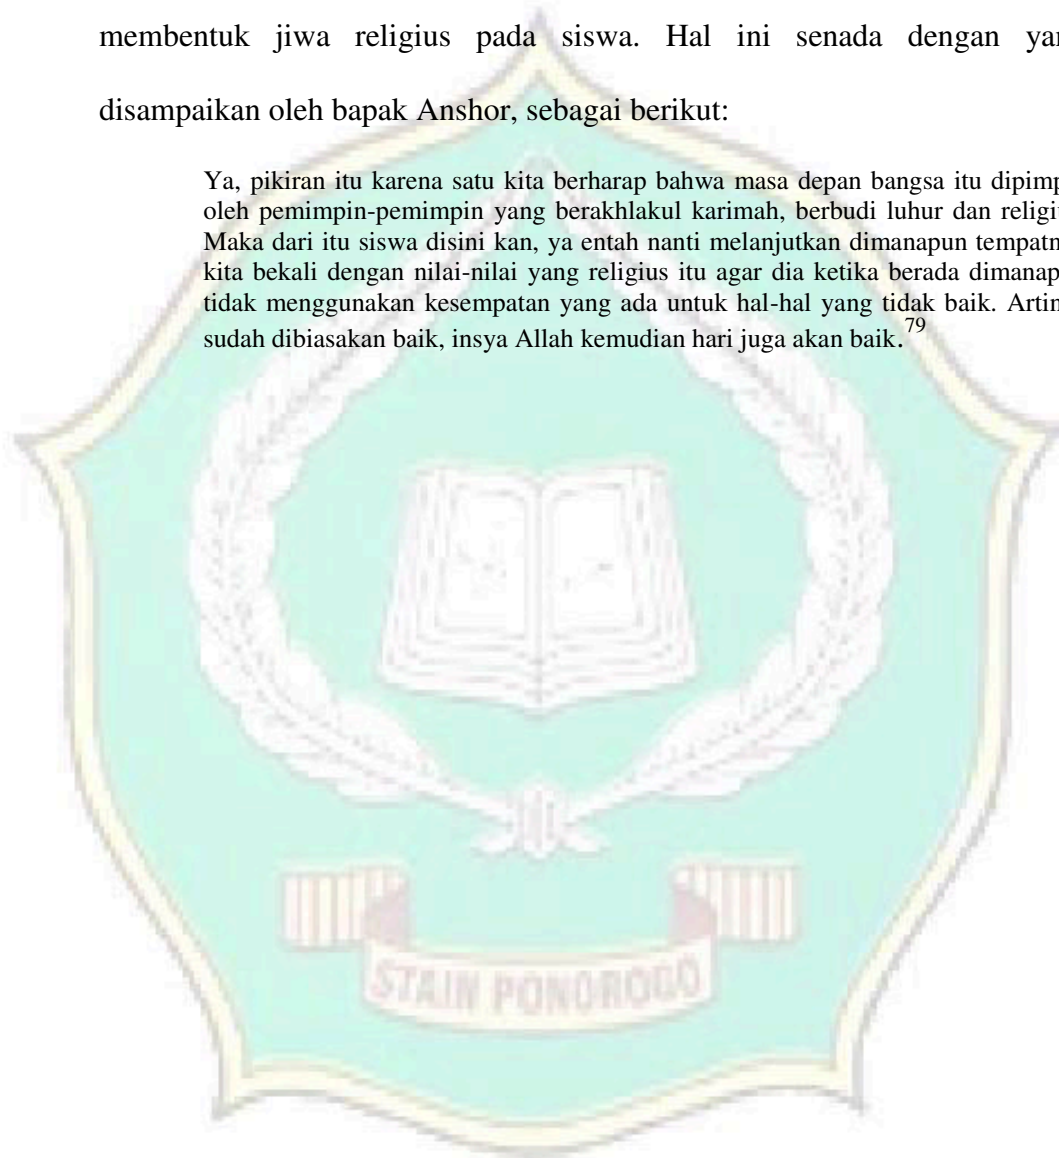 membentuk jiwa religius pada siswa. Hal ini senada dengan yan
disampaikan oleh bapak Anshor, sebagai berikut:
Ya, pikiran itu karena satu kita berharap bahwa masa depan bangsa itu dipimp
oleh pemimpin-pemimpin yang berakhlakul karimah, berbudi luhur dan religiu
Maka dari itu siswa disini kan, ya entah nanti melanjutkan dimanapun tempatn
kita bekali dengan nilai-nilai yang religius itu agar dia ketika berada dimanap
tidak menggunakan kesempatan yang ada untuk hal-hal yang tidak baik. Artin
sudah dibiasakan baik, insya Allah kemudian hari juga akan baik.79
STAIN PONOROGO